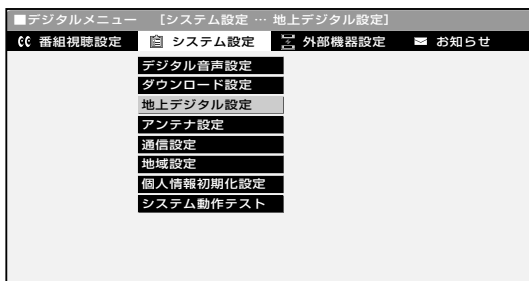 ■デジタルメニュー [システム設定 … 地上デジタル設定]
番組視聴設定 システム設定 外部機器設定 お知らせ
デジタル音声設定
ダウンロード設定
地上デジタル設定
アンテナ設定
通信設定
地域設定
個人情報初期化設定
システム動作テスト